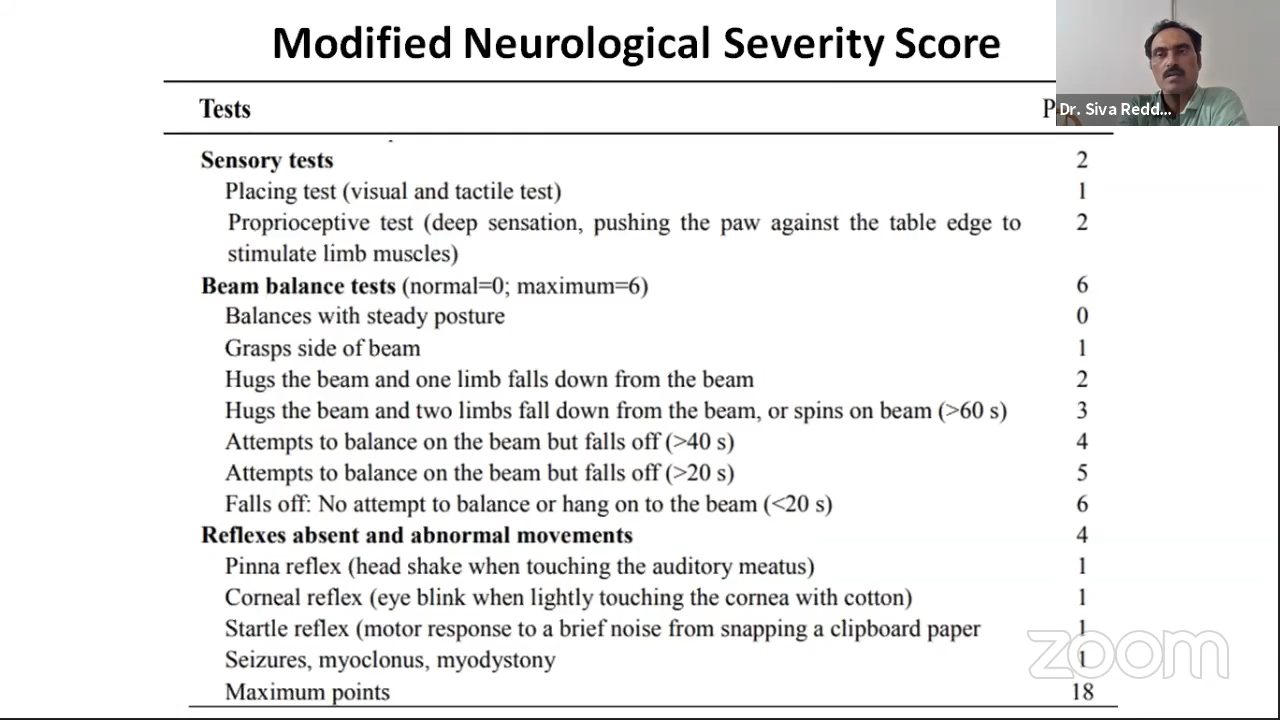 Modified Neurological Severity Score
Dr. Siva Redd...
Tests
Sensory tests 2
Placing test (visual and tactile test) 1
Proprioceptive test (deep sensation, pushing the paw against the table edge to 2
stimulate limb muscles)
Beam balance tests (normal=0; maximum=6) 6
Balances with steady posture 0
Grasps side of beam 1
Hugs the beam and one limb falls down from the beam 2
Hugs the beam and two limbs fall down from the beam, or spins on beam (>60 s) 3
Attempts to balance on the beam but falls off (>40 s) 4
Attempts to balance on the beam but falls off (>20 s) 5
Falls off: No attempt to balance or hang on to the beam (<20 s) 6
Reflexes absent and abnormal movements 4
Pinna reflex (head shake when touching the auditory meatus) 1
Corneal reflex (eye blink when lightly touching the cornea with cotton) 1
Startle reflex (motor response to a brief noise from snapping a clipboard paper 1
Seizures, myoclonus, myodystony 1
zoom
Maximum points 18